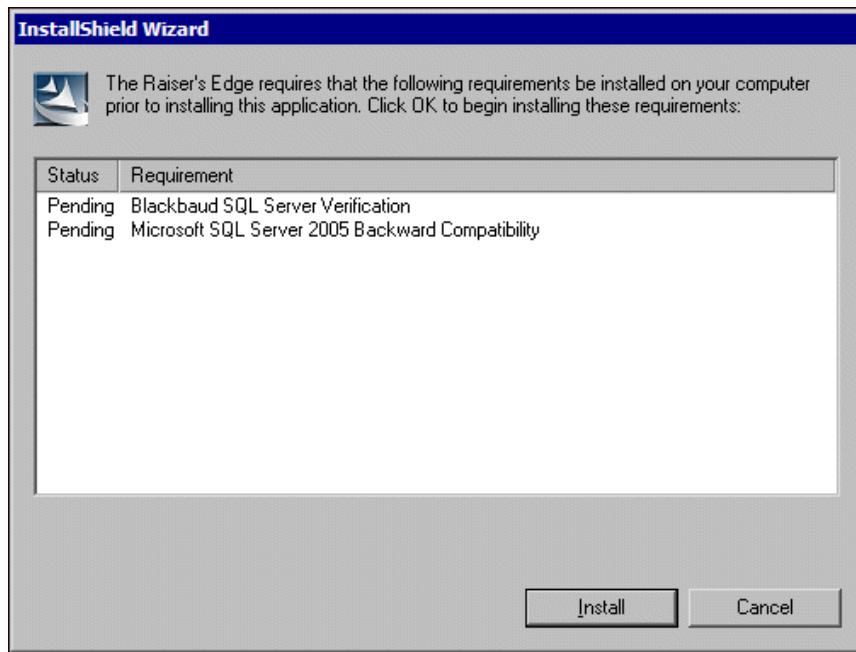 InstallShield Wizard
The Raiser's Edge requires that the following requirements be installed on your computer
prior to installing this application. Click OK to begin installing these requirements:
Status Requirement
Pending Blackbaud SQL Server Verification
Pending Microsoft SQL Server 2005 Backward Compatibility
Install Cancel